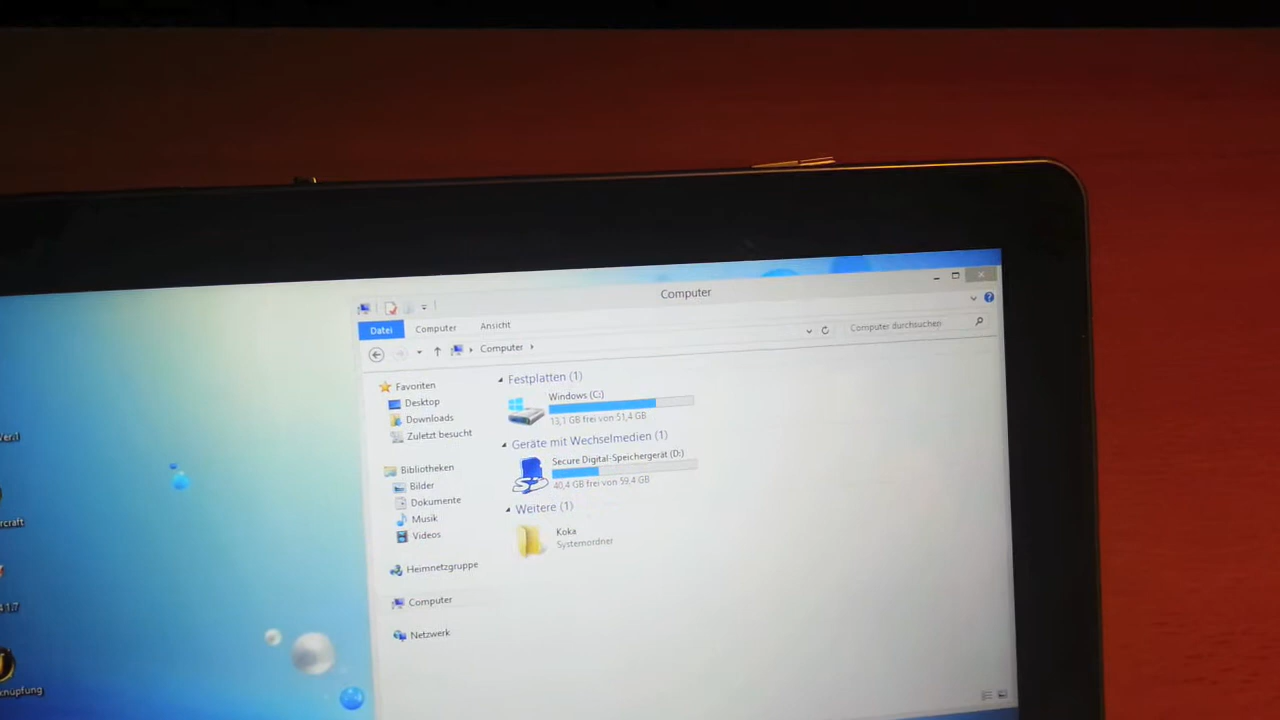 Computer
Datei Computer Ansicht
Computer
Computer durchsuchen
Favoriten
Desktop
Downloads
Zuletzt besucht
Bibliotheken
Bilder
Dokumente
Musik
Videos
Heimnetzgruppe
Computer
Netzwerk
Festplatten (1)
Windows (C:)
13,1 GB frei von 51,4 GB
Geräte mit Wechselmedien (1)
Secure Digital-Speichergerät (D:)
40,4 GB frei von 59,4 GB
Weitere (1)
Koka
Systemordner